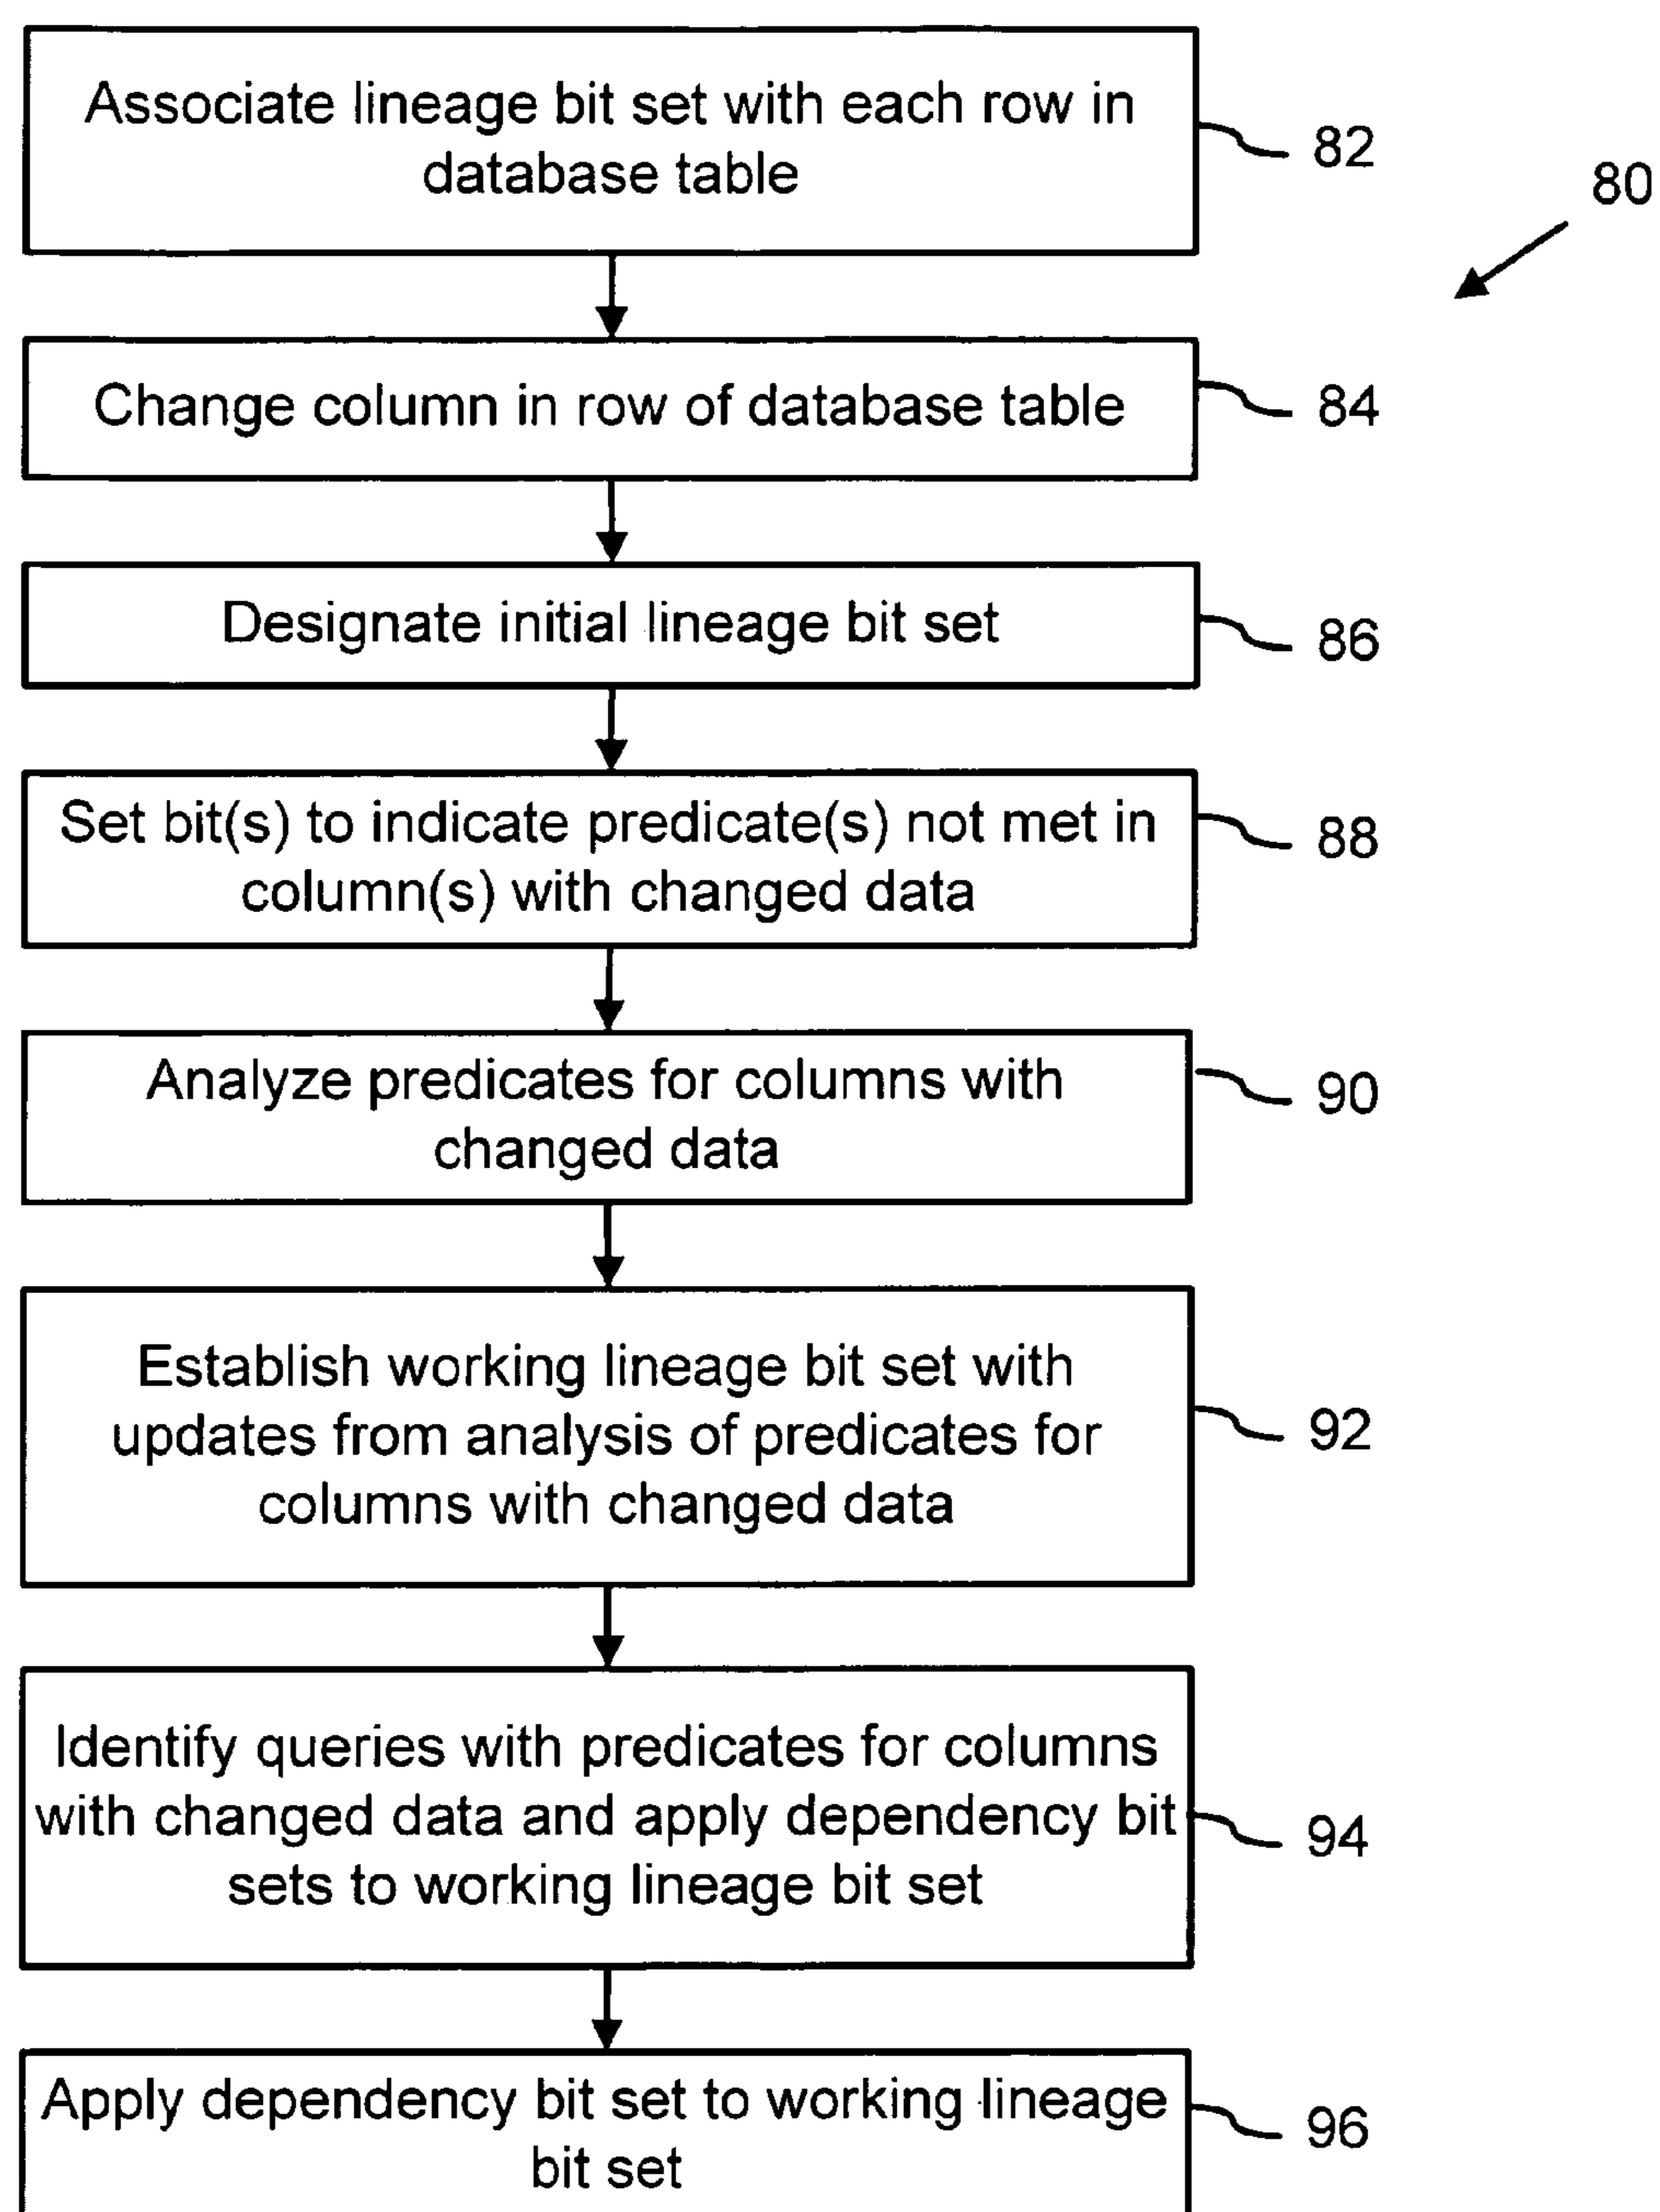 Associate lineage bit set with each row in
database table
82
80
Change column in row of database table
84
Designate initial lineage bit set
86
Set bit(s) to indicate predicate(s) not met in
column(s) with changed data
88
Analyze predicates for columns with
changed data
90
Establish working lineage bit set with
updates from analysis of predicates for
columns with changed data
92
Identify queries with predicates for columns
with changed data and apply dependency bit
sets to working lineage bit set
94
Apply dependency bit set to working lineage
bit set
96